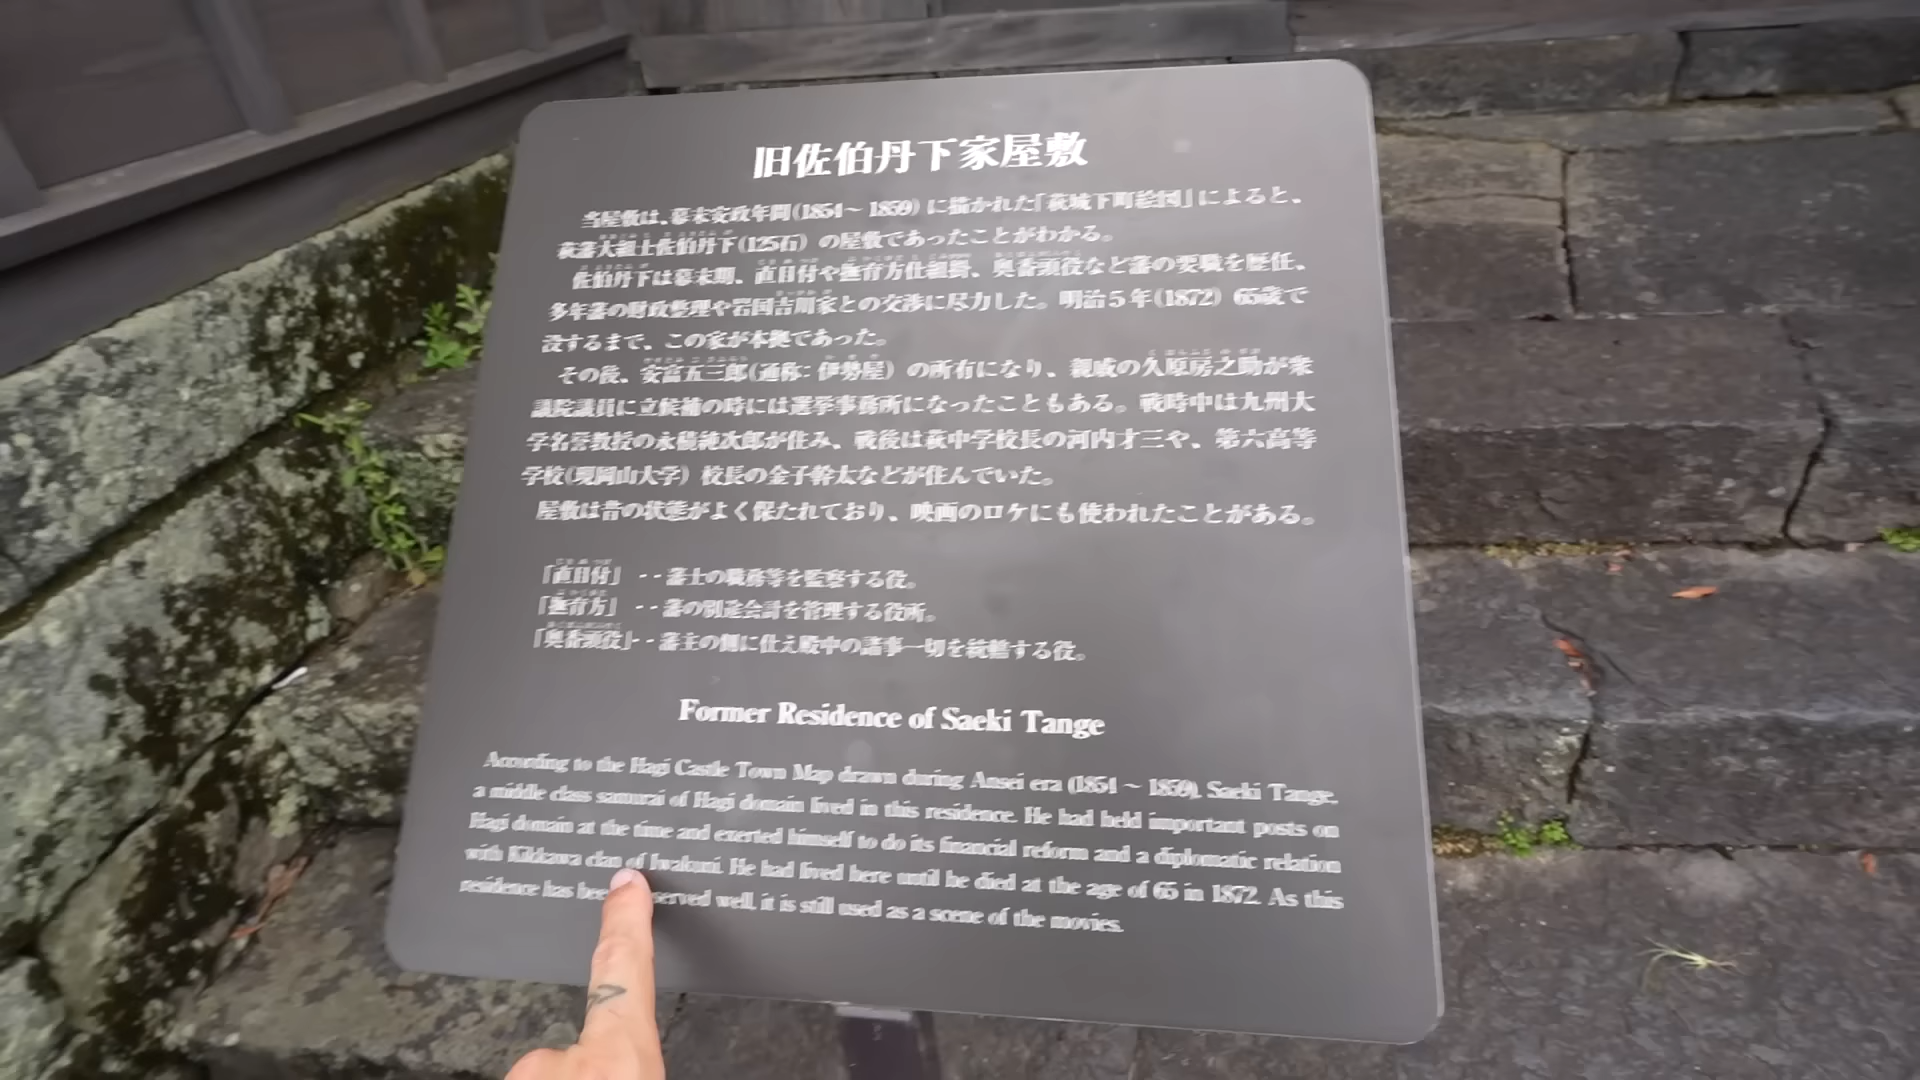 旧佐伯丹下家屋敷
当屋敷は、幕末安政年間(1854～1859)に描かれた「萩城下町絵図」によると、
萩藩大組士佐伯丹下(125石)の屋敷であったことがわかる。
佐伯丹下は幕末期、直目付や撫育方仕組掛、奥番頭役など藩の要職を歴任、
多年藩の財政整理や岩国吉川家との交渉に尽力した。明治5年(1872) 65歳で
没するまで、この家が本拠であった。
その後、安富五三郎(通称:伊勢屋)の所有になり、親戚の久原房之助が衆
議院議員に立候補の時には選挙事務所になったこともある。戦時中は九州大
学名誉教授の永積純次郎が住み、戦後は萩中学校長の河内才三や、第六高等
学校(現岡山大学)校長の金子幹太などが住んでいた。
屋敷は昔の状態がよく保たれており、映画のロケにも使われたことがある。
「直目付」--藩士の職務等を監察する役。
「撫育方」--藩の別途会計を管理する役所。
「奥番頭役」--藩主の側に仕え殿中の諸事一切を統轄する役。
Former Residence of Saeki Tange
According to the Hagi Castle Town Map drawn during Ansei era (1854 ~ 1859), Saeki Tange,
a middle class samurai of Hagi domain lived in this residence. He had held important posts on
Hagi domain at the time and exerted himself to do its financial reform and a diplomatic relation
with Kikkawa clan of Iwakuni. He had lived here until he died at the age of 65 in 1872. As this
residence has been served well, it is still used as a scene of the movies.